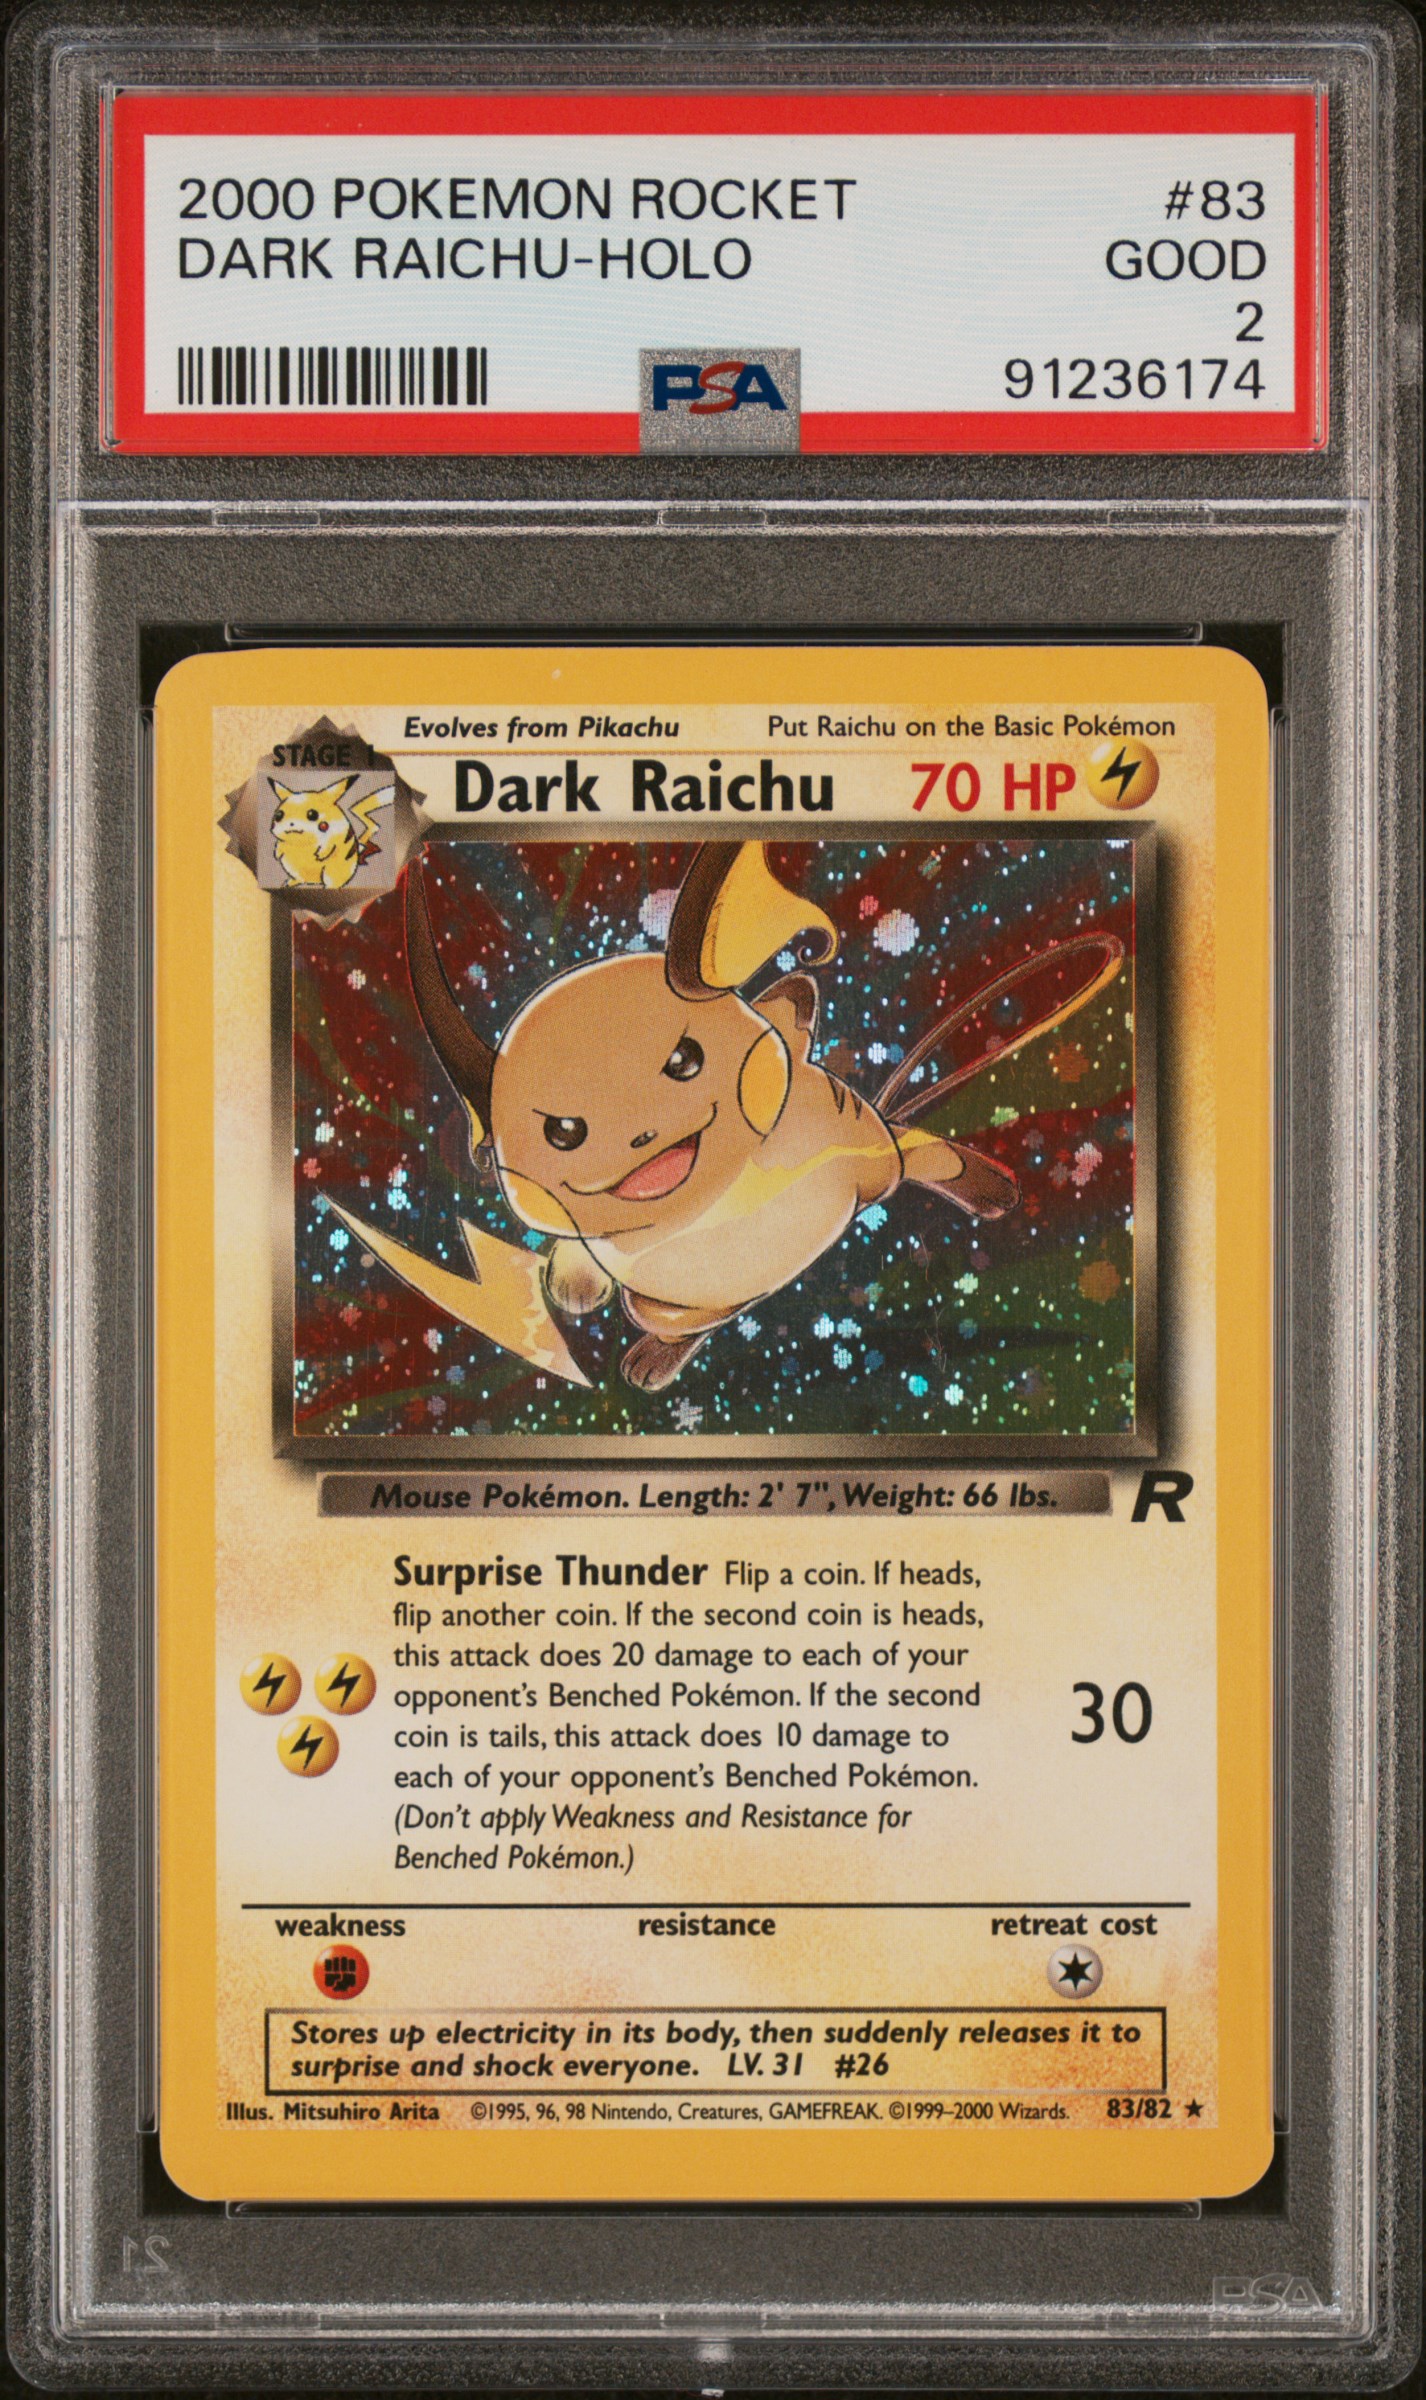 2000 POKEMON ROCKET #83
DARK RAICHU-HOLO GOOD
2
PSA 91236174
Evolves from Pikachu Put Raichu on the Basic Pokémon
STAGE 1
Dark Raichu 70 HP
Mouse Pokémon. Length: 2' 7", Weight: 66 lbs.
R
Surprise Thunder Flip a coin. If heads,
flip another coin. If the second coin is heads,
this attack does 20 damage to each of your
opponent's Benched Pokémon. If the second
coin is tails, this attack does 10 damage to
each of your opponent's Benched Pokémon.
(Don't apply Weakness and Resistance for
Benched Pokémon.)
30
weakness resistance retreat cost
Stores up electricity in its body, then suddenly releases it to
surprise and shock everyone. LV. 31 #26
Illus. Mitsuhiro Arita ©1995, 96, 98 Nintendo, Creatures, GAMEFREAK. ©1999–2000 Wizards. 83/82 ★
21
PSA